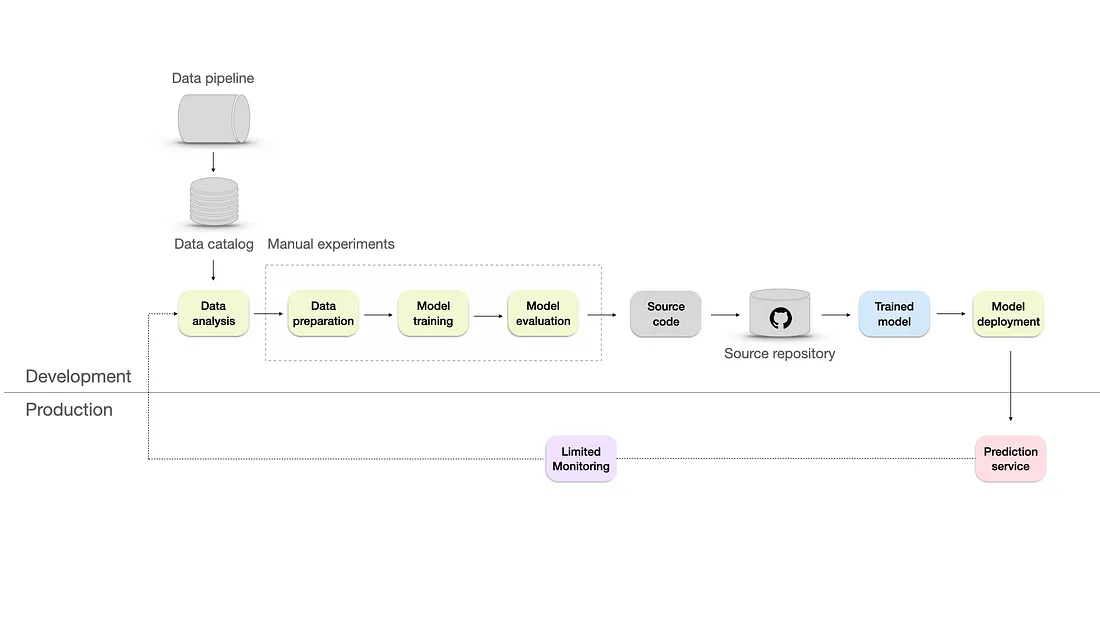 Data pipeline
Data catalog
Manual experiments
Data
analysis
Data
preparation
Model
training
Model
evaluation
Source
code
Source repository
Trained
model
Model
deployment
Development
Production
Limited
Monitoring
Prediction
service